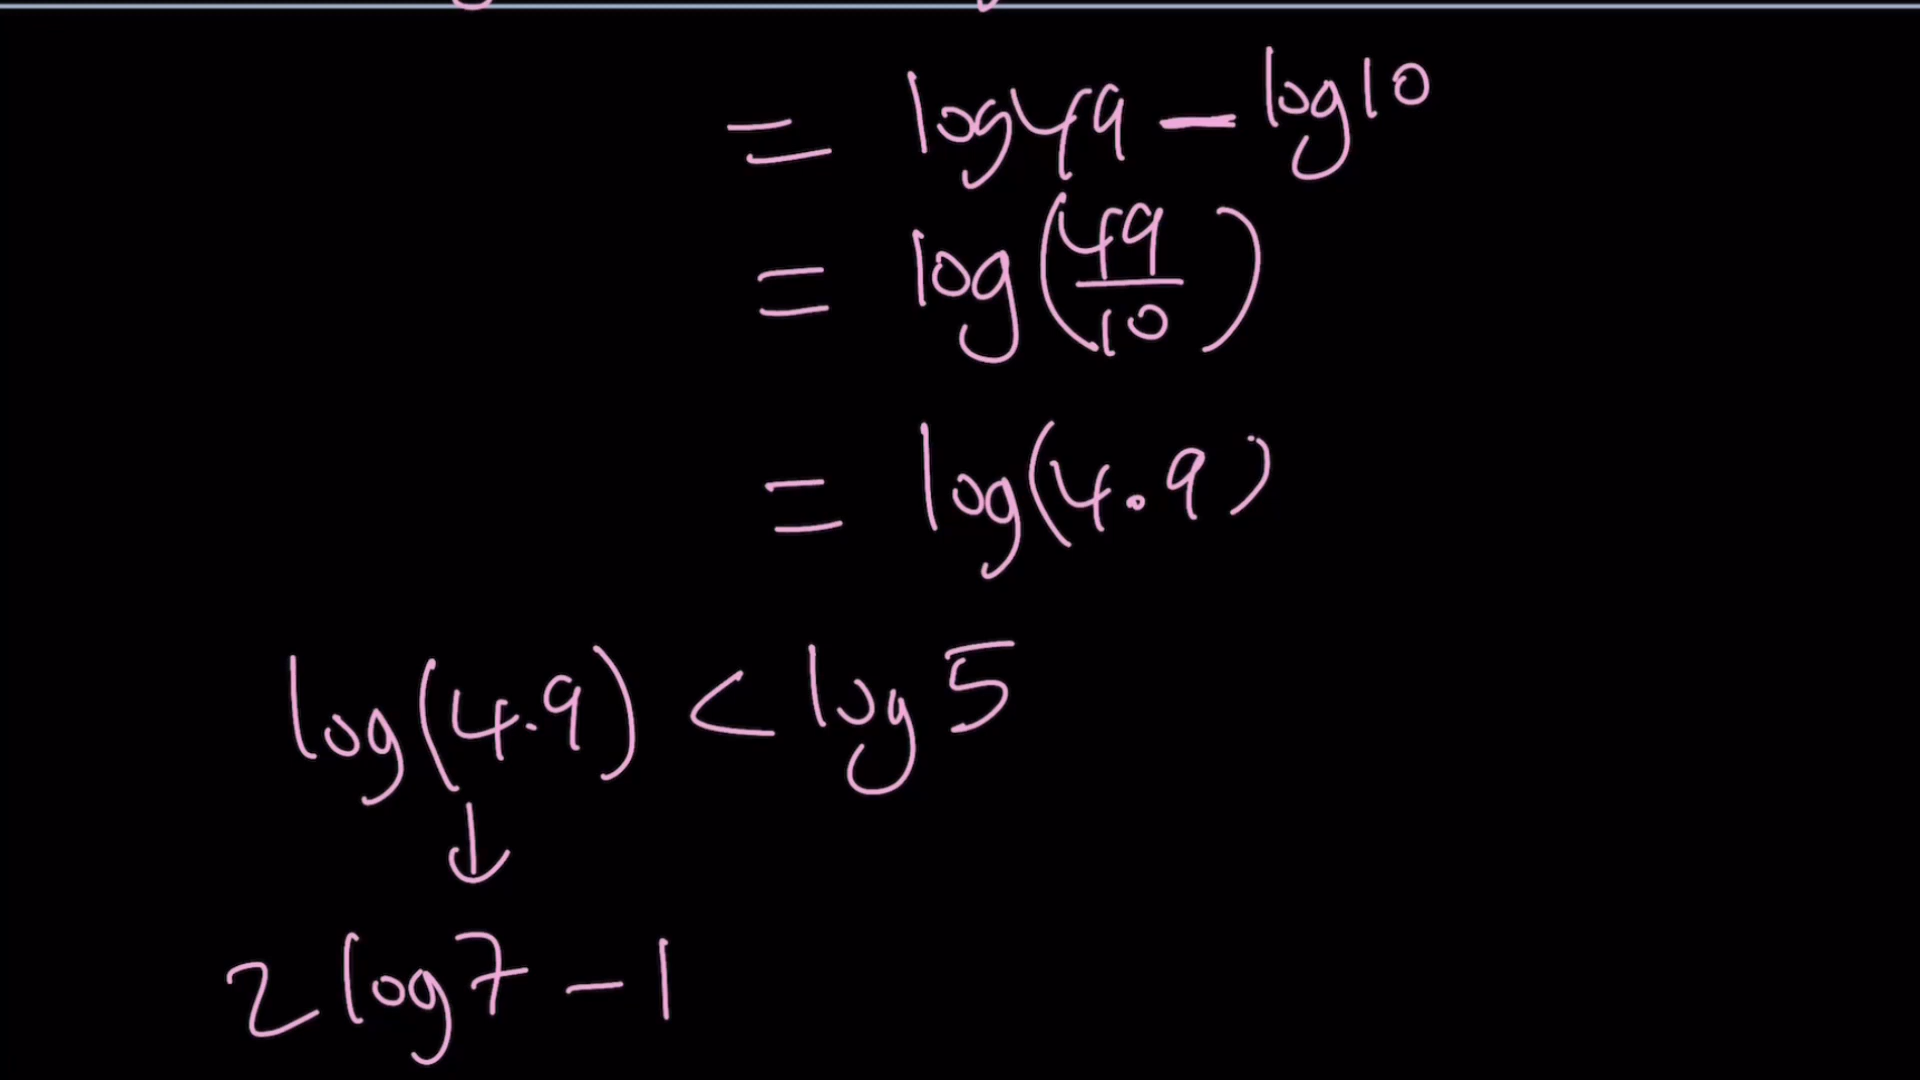 = log49 - log10
= log(49/10)
= log(4.9)
log(4.9) < log5
↓
2log7 - 1